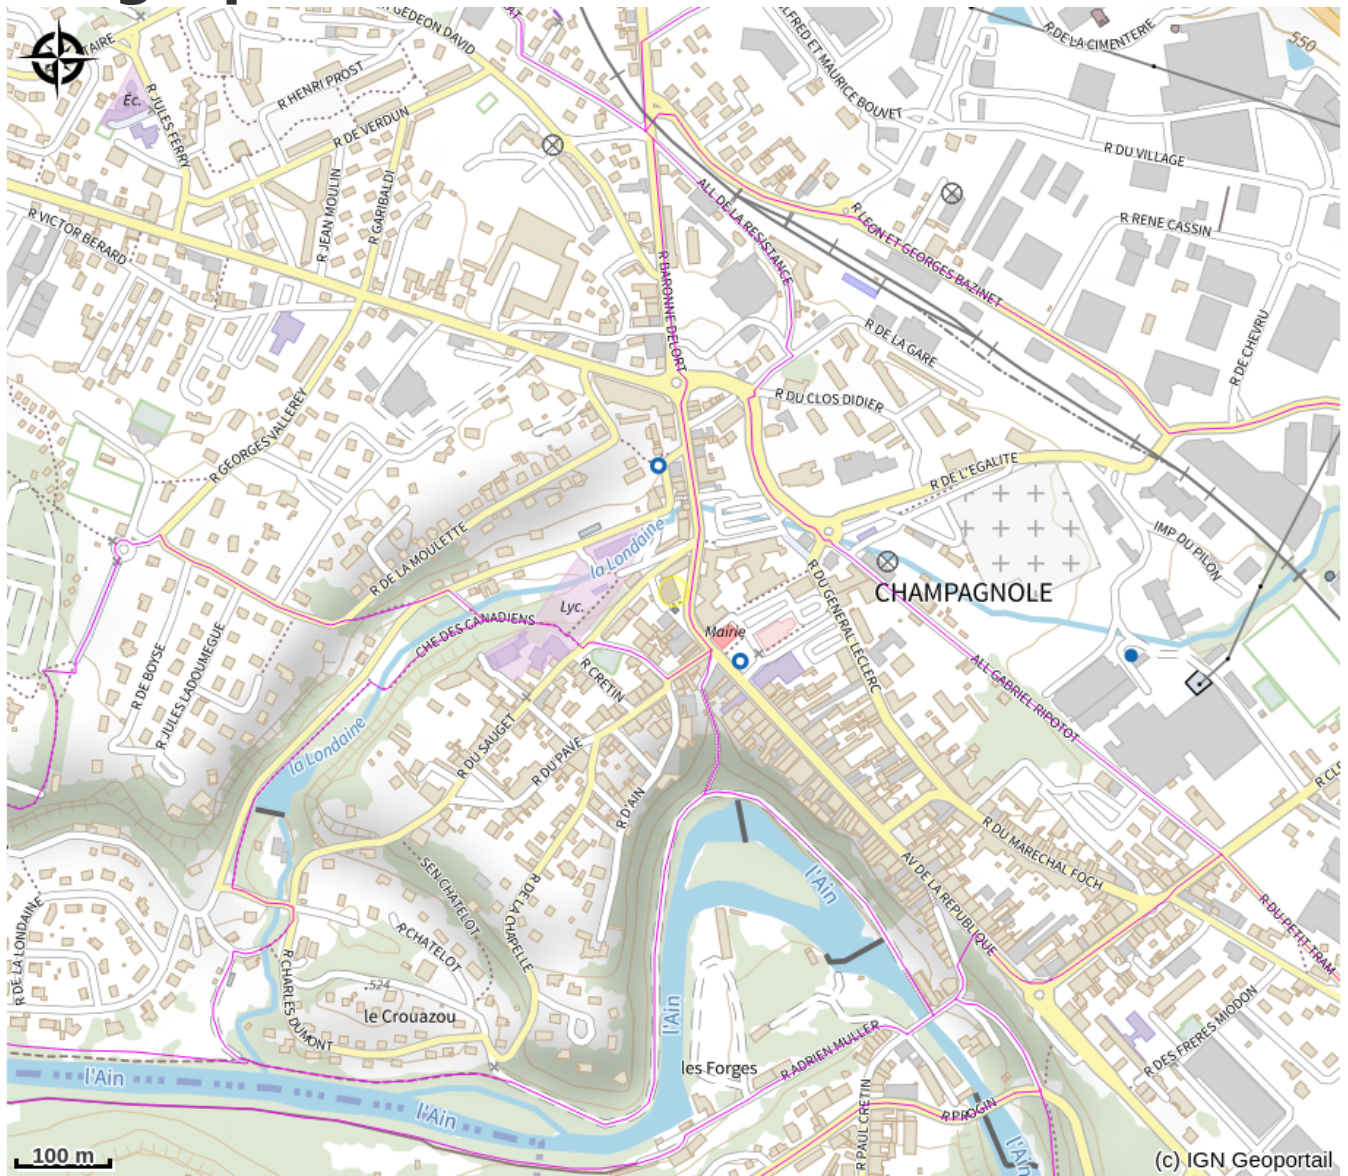 GEDEON DAVID
TAIRE
R ALFRED ET MAURICE BOUVET
R DE LA CIMENTERIE
550
R HENRI PROST
Éc.
R JULES FERRY
R DE VERDUN
R DU VILLAGE
R JEAN MOULIN
R GARIBALDI
ALL DE LA RESISTANCE
R LEON ET GEORGES BAZINET
R RENE CASSIN
R VICTOR BERARD
R BARONNE DELORT
R DE LA GARE
R DE CHEVRU
R DU CLOS DIDIER
R GEORGES VALLEREY
R DE L'EGALITE
R DE LA MOULETTE
la Londaine
IMP DU PILON
CHAMPAGNOLE
Lyc.
CHE DES CANADIENS
Mairie
R DU GENERAL LECLERC
R DE BOYSE
R JULES LADOUMEGUE
R CRETIN
ALL GABRIEL RIPOTOT
la Londaine
R DU SAUGET
R DU PAVE
R D'AIN
R CLE
R DU MARECHAL FOCH
SEN CHATELOT
l'Ain
AV DE LA REPUBLIQUE
R DE LA CHAPELLE
R DU PETIT TRAM
R DE LA LONDAINE
R CHATELOT
R CHARLES DUMONT
524
le Crouazou
l'Ain
R DES FRERES MIODON
R ADRIEN MULLER
les Forges
l'Ain
l'Ain
R PAUL CRETIN
R P PROGIN
l'Ain
100 m
(c) IGN Geoportail